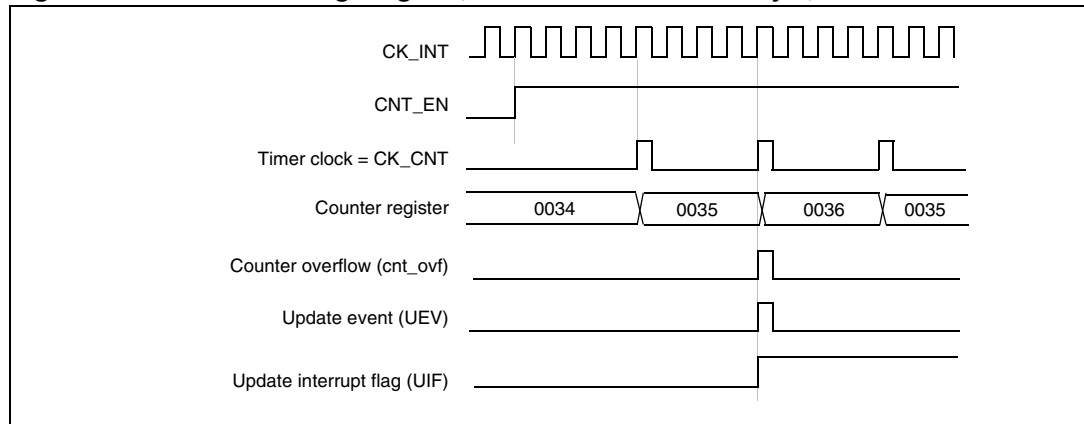 CK_INT
CNT_EN
Timer clock = CK_CNT
Counter register 0034 0035 0036 0035
Counter overflow (cnt_ovf)
Update event (UEV)
Update interrupt flag (UIF)